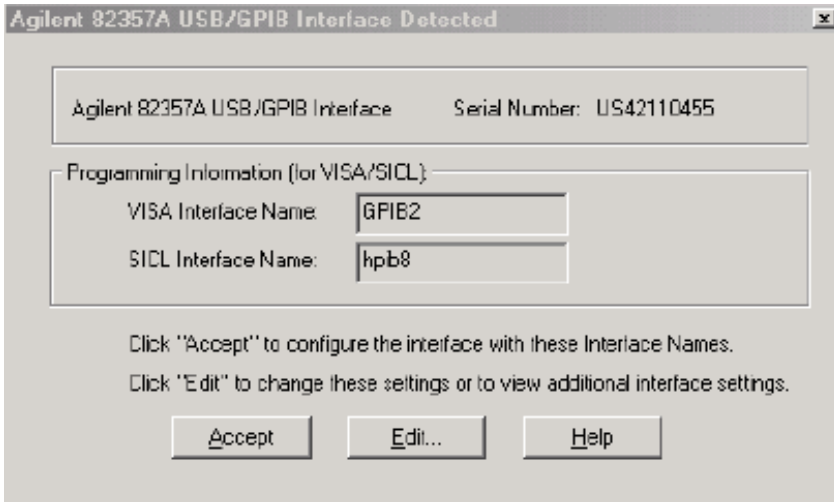 Agilent 82357A USB/GPIB Interface Detected
Agilent 82357A USB/GPIB Interface Serial Number: US42110455
Programming Information (for VISA/SICL):
VISA Interface Name: GPIB2
SICL Interface Name: hpib8
Click "Accept" to configure the interface with these Interface Names.
Click "Edit" to change these settings or to view additional interface settings.
Accept Edit... Help